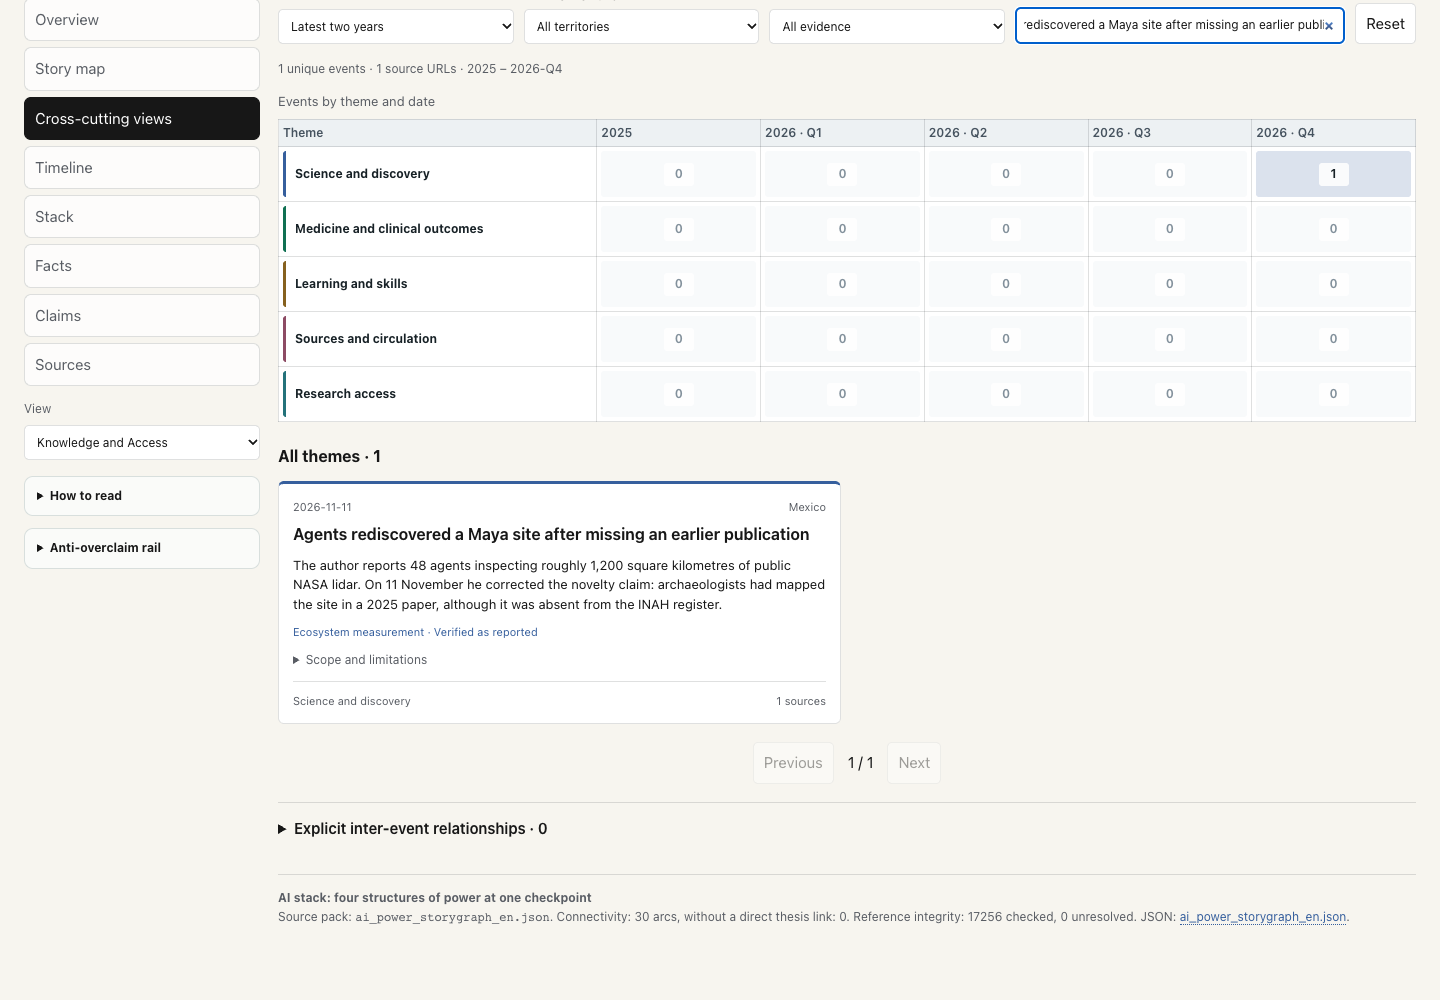 Overview
Story map
Cross-cutting views
Timeline
Stack
Facts
Claims
Sources
View
Knowledge and Access
How to read
Anti-overclaim rail
Latest two years
All territories
All evidence
rediscovered a Maya site after missing an earlier publi
Reset
1 unique events · 1 source URLs · 2025 – 2026-Q4
Events by theme and date
Theme 2025 2026 · Q1 2026 · Q2 2026 · Q3 2026 · Q4
Science and discovery 0 0 0 0 1
Medicine and clinical outcomes 0 0 0 0 0
Learning and skills 0 0 0 0 0
Sources and circulation 0 0 0 0 0
Research access 0 0 0 0 0
All themes · 1
2026-11-11 Mexico
Agents rediscovered a Maya site after missing an earlier publication
The author reports 48 agents inspecting roughly 1,200 square kilometres of public
NASA lidar. On 11 November he corrected the novelty claim: archaeologists had mapped
the site in a 2025 paper, although it was absent from the INAH register.
Ecosystem measurement · Verified as reported
Scope and limitations
Science and discovery 1 sources
Previous 1 / 1 Next
Explicit inter-event relationships · 0
AI stack: four structures of power at one checkpoint
Source pack: ai_power_storygraph_en.json. Connectivity: 30 arcs, without a direct thesis link: 0. Reference integrity: 17256 checked, 0 unresolved. JSON: ai_power_storygraph_en.json.